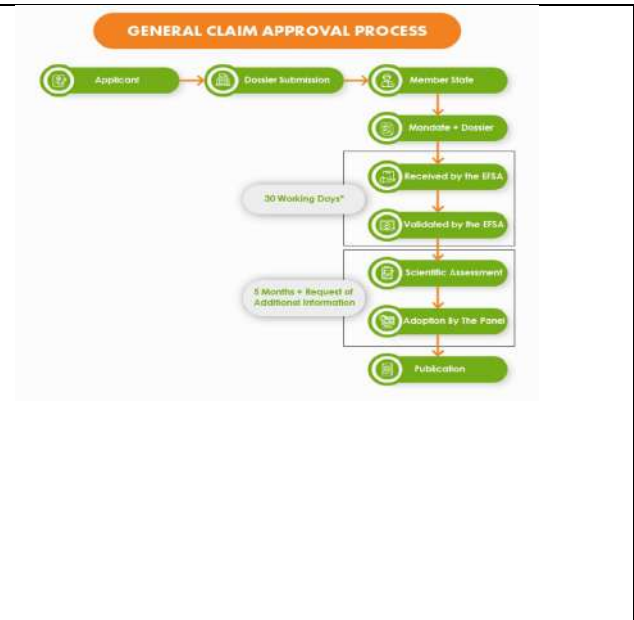 GENERAL CLAIM APPROVAL PROCESS
Applicant
Dossier Submission
Member State
Mandate + Dossier
Received by the EFSA
30 Working Days*
Validated by the EFSA
Scientific Assessment
5 Months + Request of
Additional Information
Adoption By The Panel
Publication